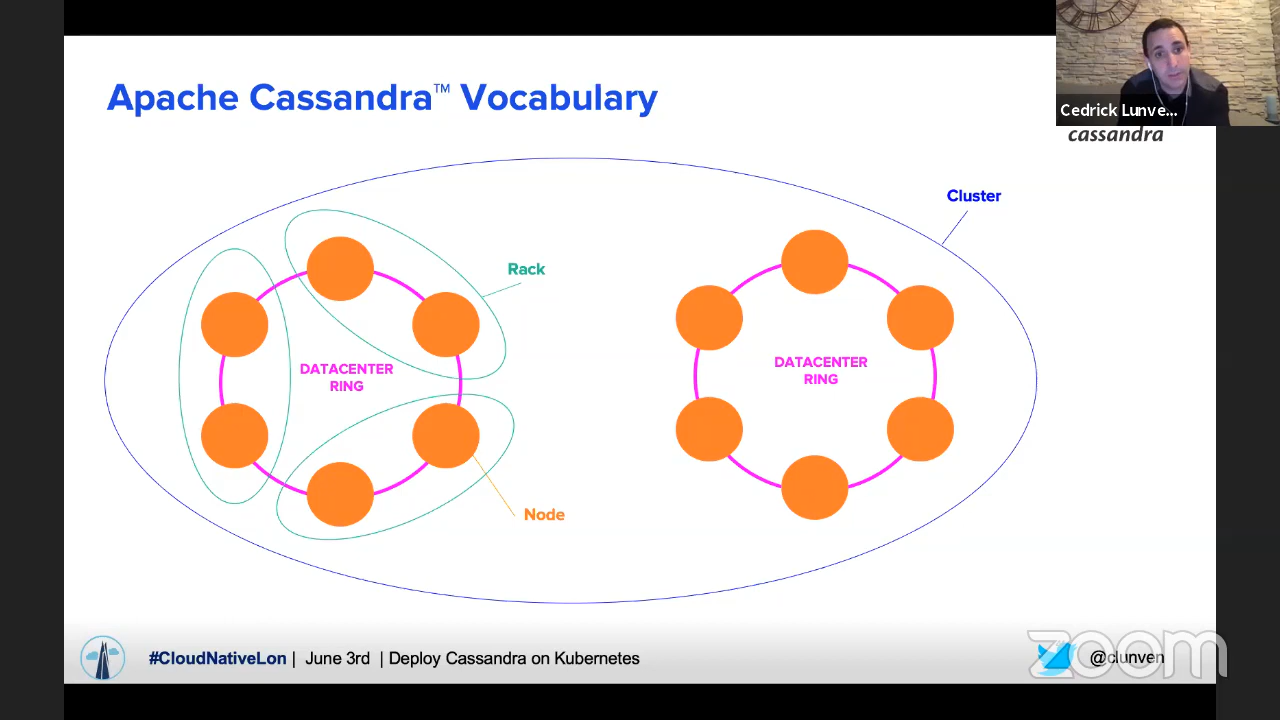 Apache Cassandra™ Vocabulary
Cedrick Lunve...
cassandra
Cluster
Rack
DATACENTER
RING
DATACENTER
RING
Node
#CloudNativeLon | June 3rd | Deploy Cassandra on Kubernetes
@clunven
zoom